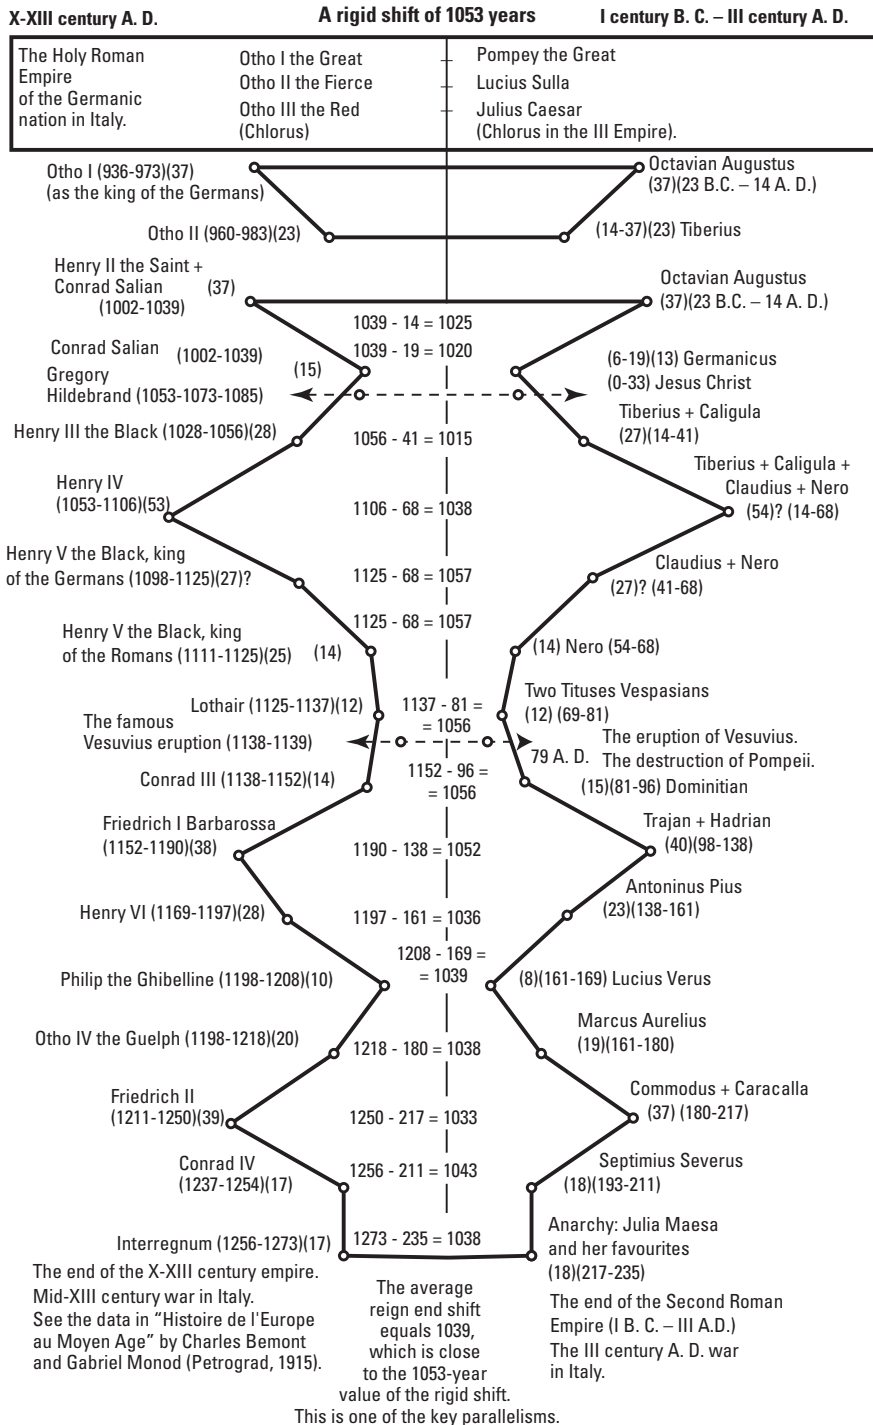 X-XIII century A. D.
A rigid shift of 1053 years
I century B. C. – III century A. D.
The Holy Roman
Empire
of the Germanic
nation in Italy.
Otho I the Great
Otho II the Fierce
Otho III the Red
(Chlorus)
Pompey the Great
Lucius Sulla
Julius Caesar
(Chlorus in the III Empire).
Otho I (936-973)(37)
(as the king of the Germans)
Octavian Augustus
(37)(23 B.C. – 14 A. D.)
Otho II (960-983)(23)
(14-37)(23) Tiberius
Henry II the Saint +
Conrad Salian (37)
(1002-1039)
Octavian Augustus
(37)(23 B.C. – 14 A. D.)
1039 - 14 = 1025
Conrad Salian (1002-1039) (15)
1039 - 19 = 1020
(6-19)(13) Germanicus
Gregory
Hildebrand (1053-1073-1085)
(0-33) Jesus Christ
Henry III the Black (1028-1056)(28)
1056 - 41 = 1015
Tiberius + Caligula
(27)(14-41)
Henry IV
(1053-1106)(53)
1106 - 68 = 1038
Tiberius + Caligula +
Claudius + Nero
(54)? (14-68)
Henry V the Black, king
of the Germans (1098-1125)(27)?
1125 - 68 = 1057
Claudius + Nero
(27)? (41-68)
Henry V the Black, king
of the Romans (1111-1125)(25) (14)
1125 - 68 = 1057
(14) Nero (54-68)
Lothair (1125-1137)(12)
1137 - 81 =
= 1056
Two Tituses Vespasians
(12) (69-81)
The famous
Vesuvius eruption (1138-1139)
79 A. D.
The eruption of Vesuvius.
The destruction of Pompeii.
Conrad III (1138-1152)(14)
1152 - 96 =
= 1056
(15)(81-96) Dominitian
Friedrich I Barbarossa
(1152-1190)(38)
1190 - 138 = 1052
Trajan + Hadrian
(40)(98-138)
Henry VI (1169-1197)(28)
1197 - 161 = 1036
Antoninus Pius
(23)(138-161)
Philip the Ghibelline (1198-1208)(10)
1208 - 169 =
= 1039
(8)(161-169) Lucius Verus
Otho IV the Guelph (1198-1218)(20)
1218 - 180 = 1038
Marcus Aurelius
(19)(161-180)
Friedrich II
(1211-1250)(39)
1250 - 217 = 1033
Commodus + Caracalla
(37) (180-217)
Conrad IV
(1237-1254)(17)
1256 - 211 = 1043
Septimius Severus
(18)(193-211)
Interregnum (1256-1273)(17)
1273 - 235 = 1038
Anarchy: Julia Maesa
and her favourites
(18)(217-235)
The end of the X-XIII century empire.
Mid-XIII century war in Italy.
See the data in “Histoire de l'Europe
au Moyen Age” by Charles Bemont
and Gabriel Monod (Petrograd, 1915).
The average
reign end shift
equals 1039,
which is close
to the 1053-year
value of the rigid shift.
This is one of the key parallelisms.
The end of the Second Roman
Empire (I B. C. – III A.D.)
The III century A. D. war
in Italy.